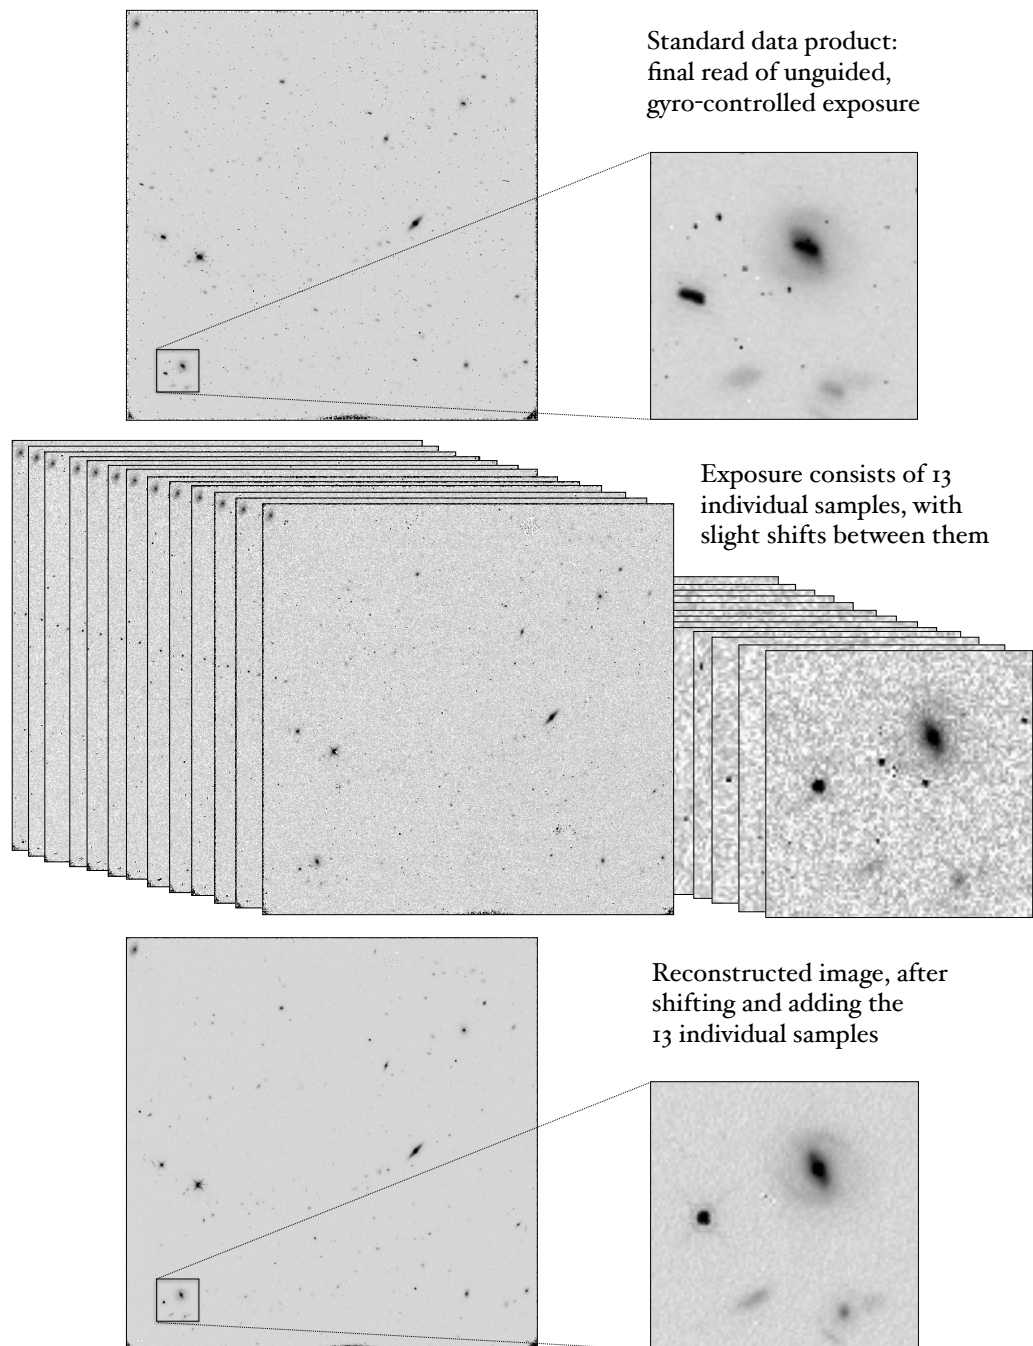 Standard data product:
final read of unguided,
gyro-controlled exposure
Exposure consists of 13
individual samples, with
slight shifts between them
Reconstructed image, after
shifting and adding the
13 individual samples